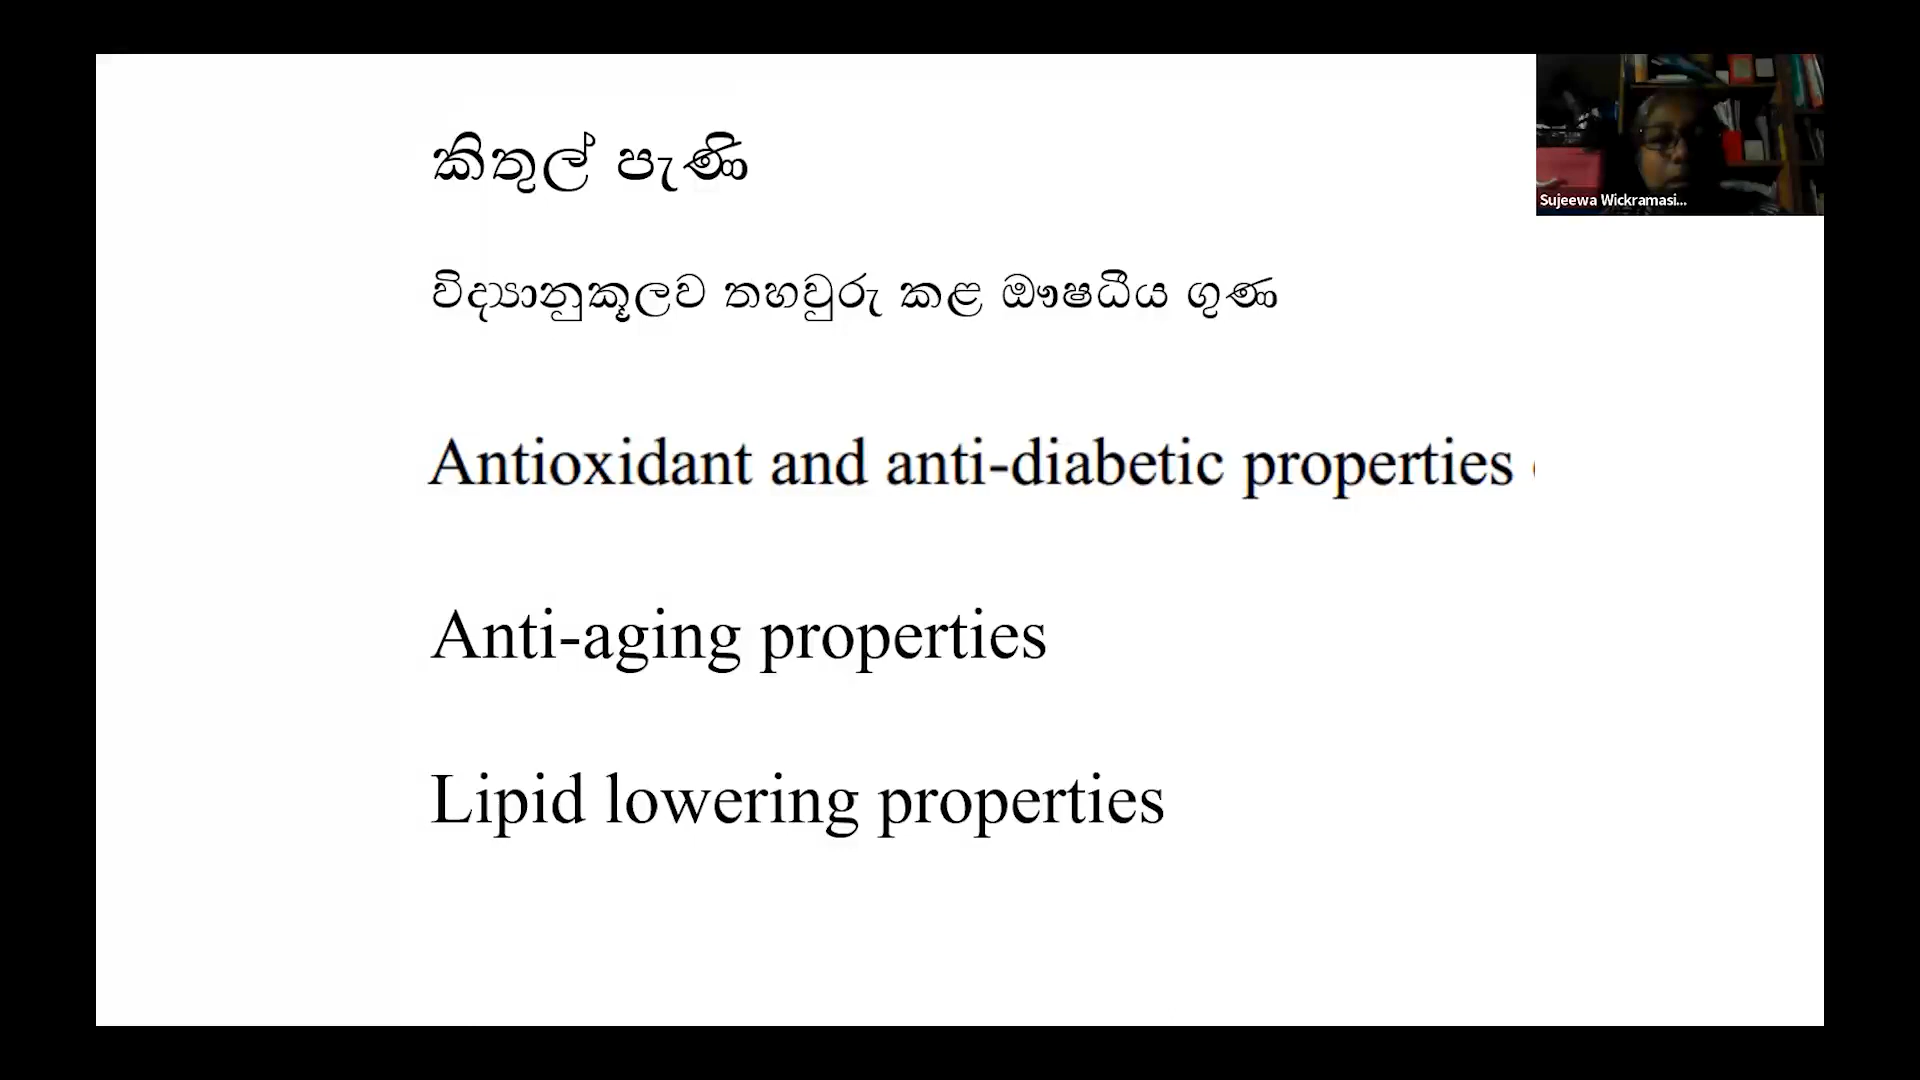 කිතුල් පැණි
Sujeewa Wickramasi...
විද්‍යානුකූලව තහවුරු කළ ඖෂධීය ගුණ
Antioxidant and anti-diabetic properties
Anti-aging properties
Lipid lowering properties